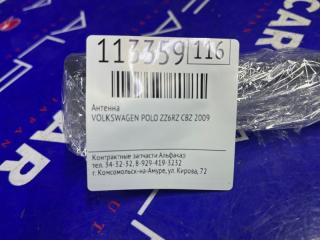 113359 116
Антенна
VOLKSWAGEN POLO ZZ6RZ CBZ 2009
Контрактные запчасти Альфакар
тел. 34-32-32, 8-929-419-3232
г. Комсомольск-на-Амуре, ул. Кирова, 72